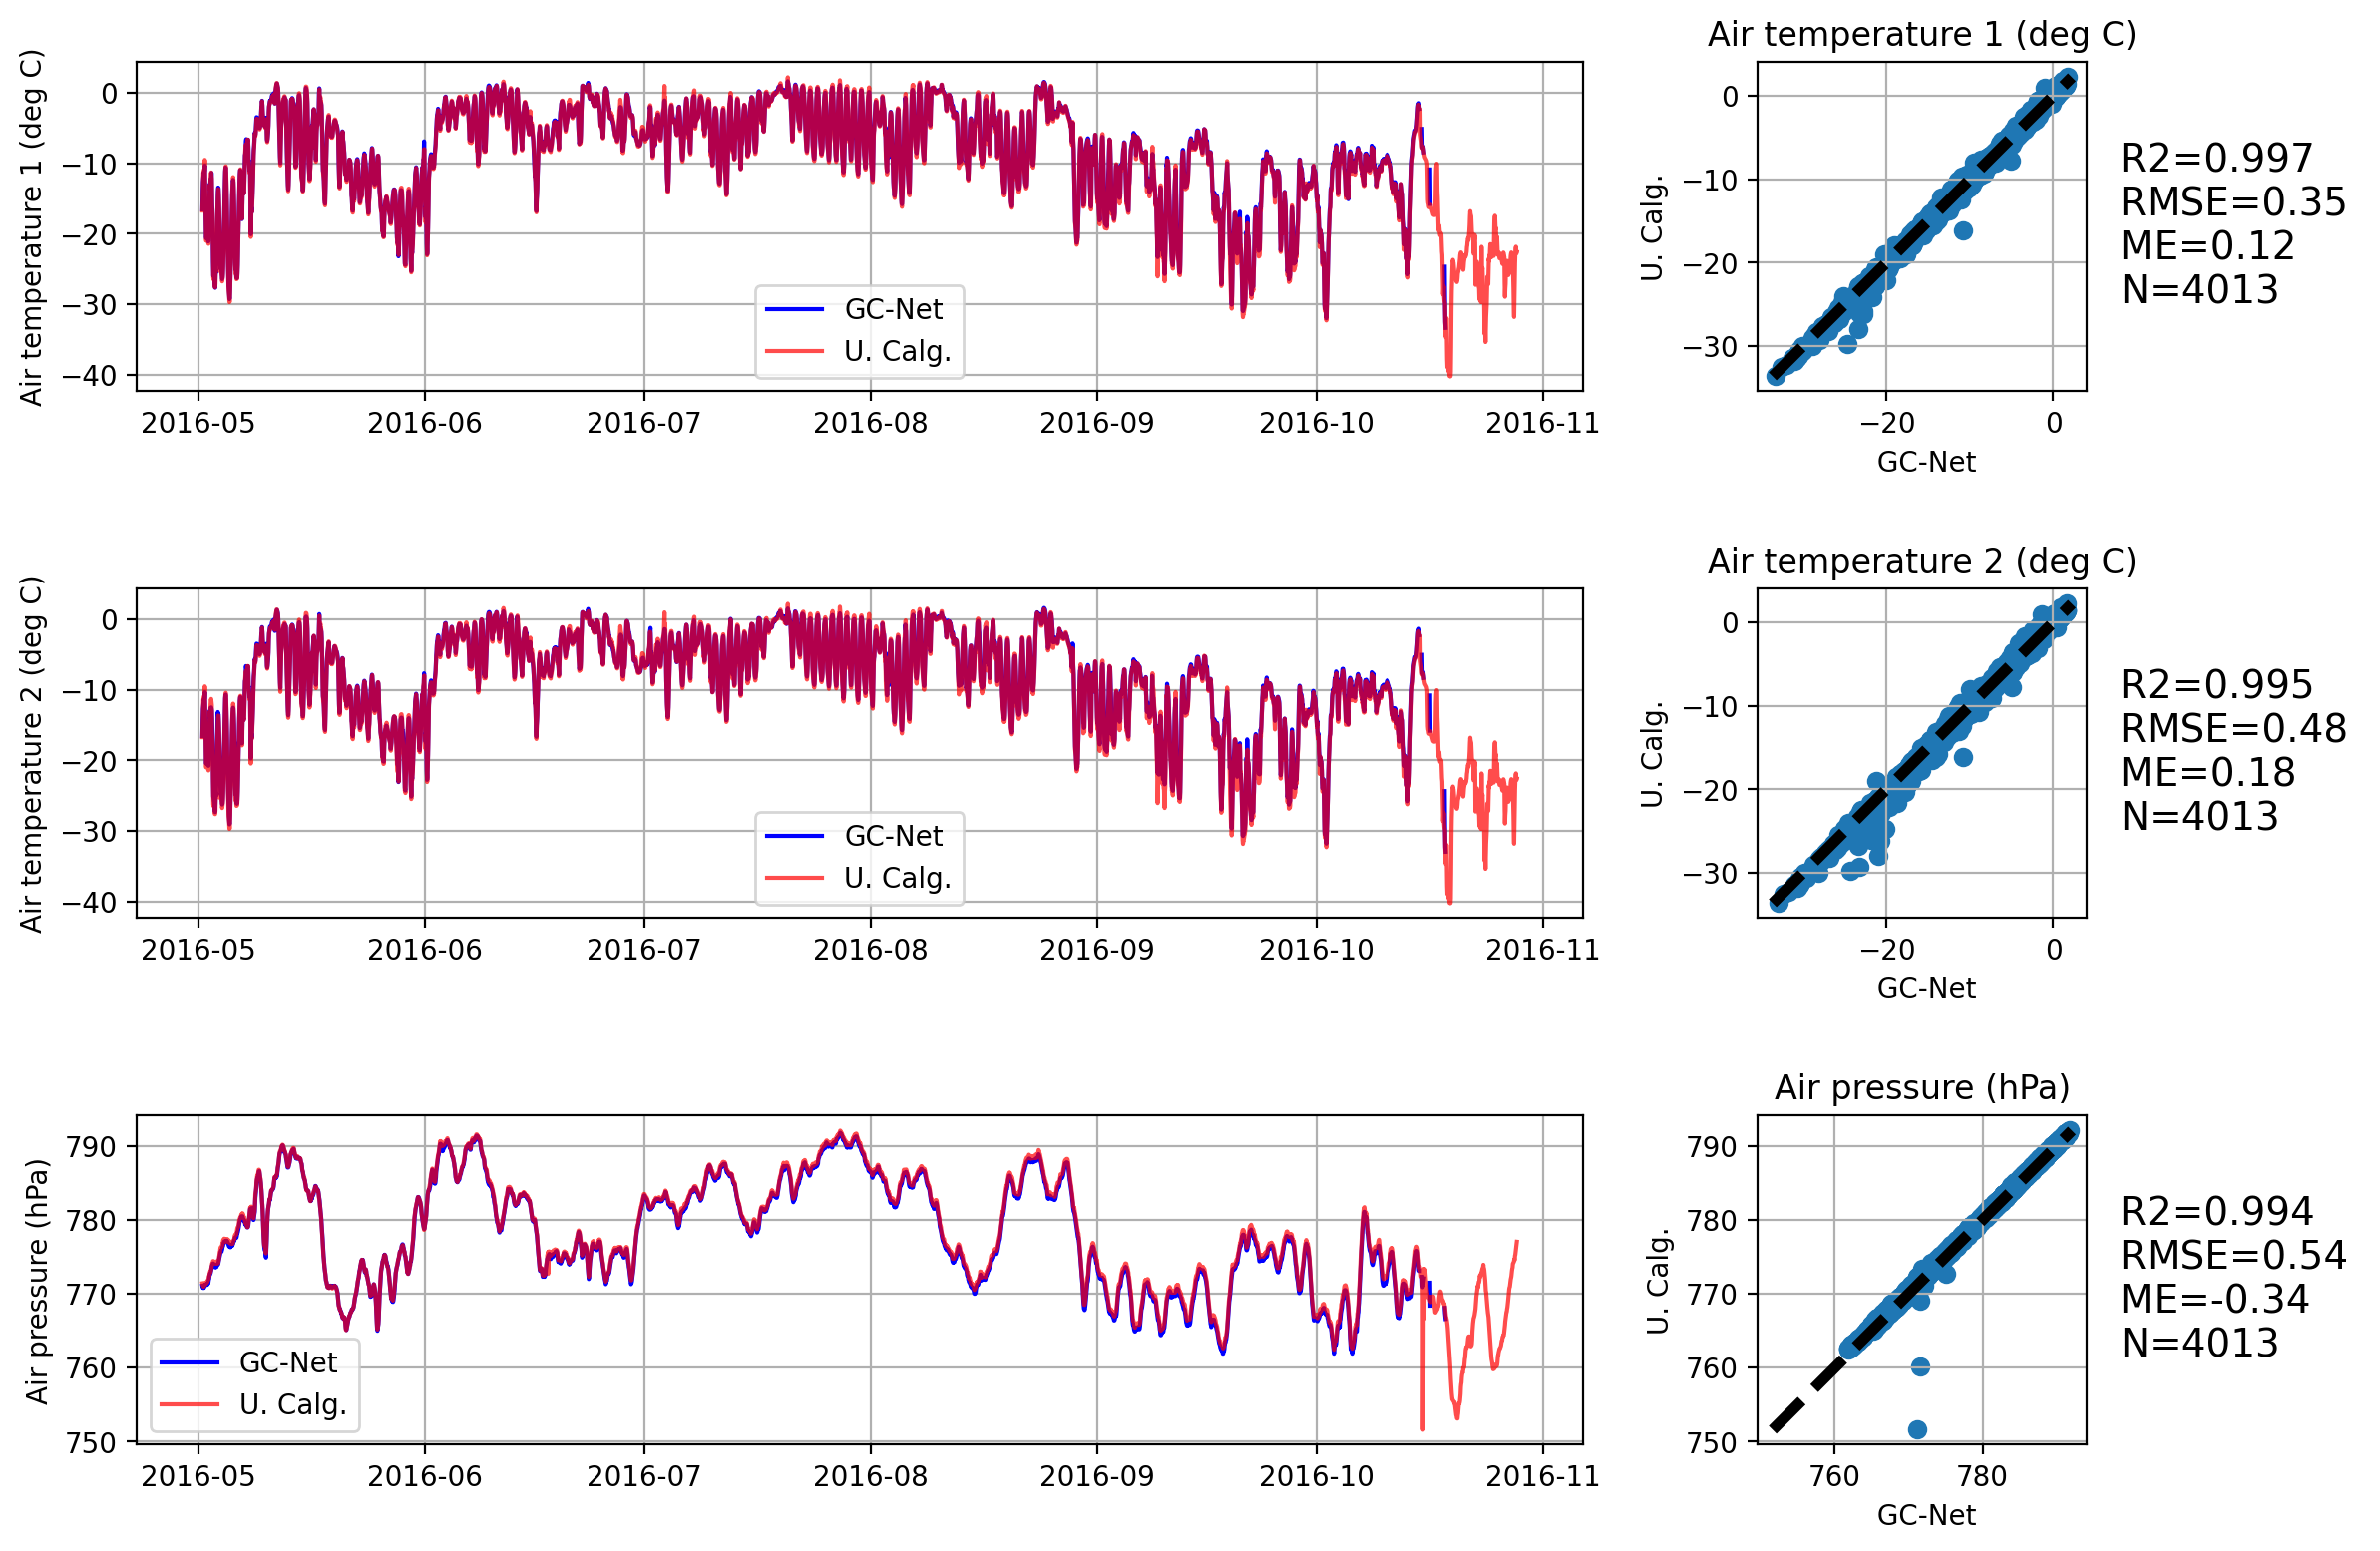 Air temperature 1 (deg C)
0
−10
−20
−30
−40
GC-Net
U. Calg.
2016-05 2016-06 2016-07 2016-08 2016-09 2016-10 2016-11
Air temperature 1 (deg C)
U. Calg.
0
−10
−20
−30
−20 0
GC-Net
R2=0.997
RMSE=0.35
ME=0.12
N=4013
Air temperature 2 (deg C)
0
−10
−20
−30
−40
GC-Net
U. Calg.
2016-05 2016-06 2016-07 2016-08 2016-09 2016-10 2016-11
Air temperature 2 (deg C)
U. Calg.
0
−10
−20
−30
−20 0
GC-Net
R2=0.995
RMSE=0.48
ME=0.18
N=4013
Air pressure (hPa)
790
780
770
760
750
GC-Net
U. Calg.
2016-05 2016-06 2016-07 2016-08 2016-09 2016-10 2016-11
Air pressure (hPa)
U. Calg.
790
780
770
760
750
760 780
GC-Net
R2=0.994
RMSE=0.54
ME=-0.34
N=4013